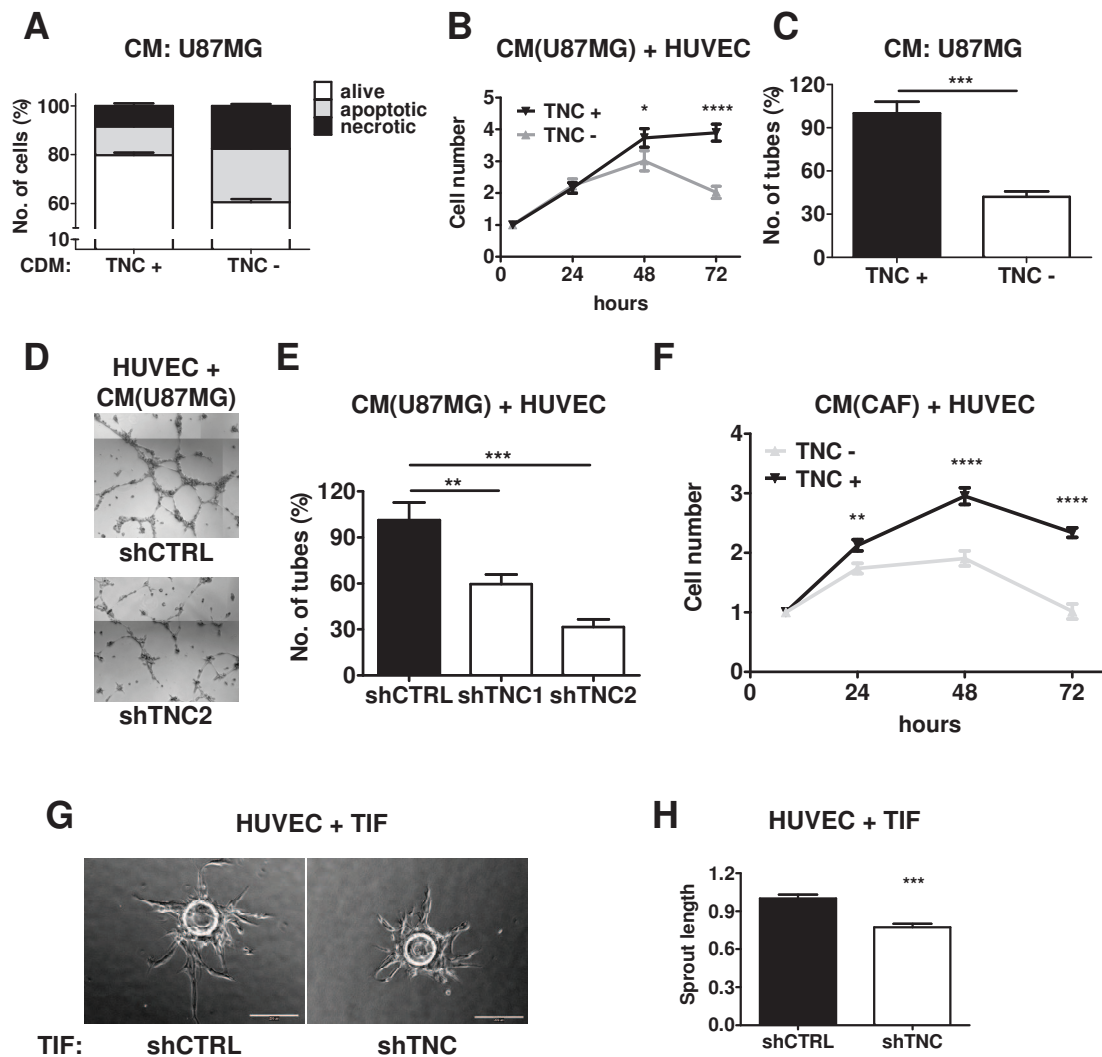 A
CM: U87MG
No. of cells (%)
100
80
60
10
alive
apoptotic
necrotic
CDM: TNC + TNC -
B
CM(U87MG) + HUVEC
Cell number
5
4
3
2
1
0
TNC +
TNC -
* ****
0 24 48 72
hours
C
CM: U87MG
No. of tubes (%)
120
90
60
30
0
***
TNC + TNC -
D
HUVEC +
CM(U87MG)
shCTRL
shTNC2
E
CM(U87MG) + HUVEC
No. of tubes (%)
120
90
60
30
0
***
**
shCTRL shTNC1 shTNC2
F
CM(CAF) + HUVEC
Cell number
4
3
2
1
0
TNC -
TNC +
** **** ****
0 24 48 72
hours
G
HUVEC + TIF
TIF: shCTRL shTNC
H
HUVEC + TIF
Sprout length
1.2
0.9
0.6
0.3
0.0
***
shCTRL shTNC